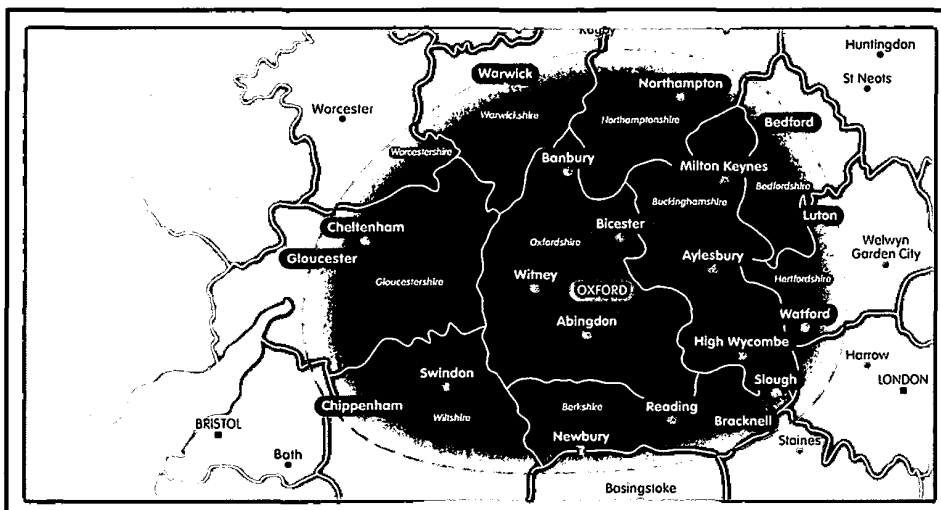 Rugby
Huntingdon
Warwick
St Neots
Northampton
Worcester
Warwickshire
Northamptonshire
Bedford
Worcestershire
Banbury
Milton Keynes
Bedfordshire
Buckinghamshire
Cheltenham
Bicester
Luton
Oxfordshire
Welwyn
Garden City
Gloucester
Aylesbury
Gloucestershire
Witney
Hertfordshire
OXFORD
Abingdon
Watford
High Wycombe
Harrow
Swindon
Slough
LONDON
Chippenham
Berkshire
Reading
Wiltshire
BRISTOL
Bracknell
Newbury
Staines
Bath
Basingstoke